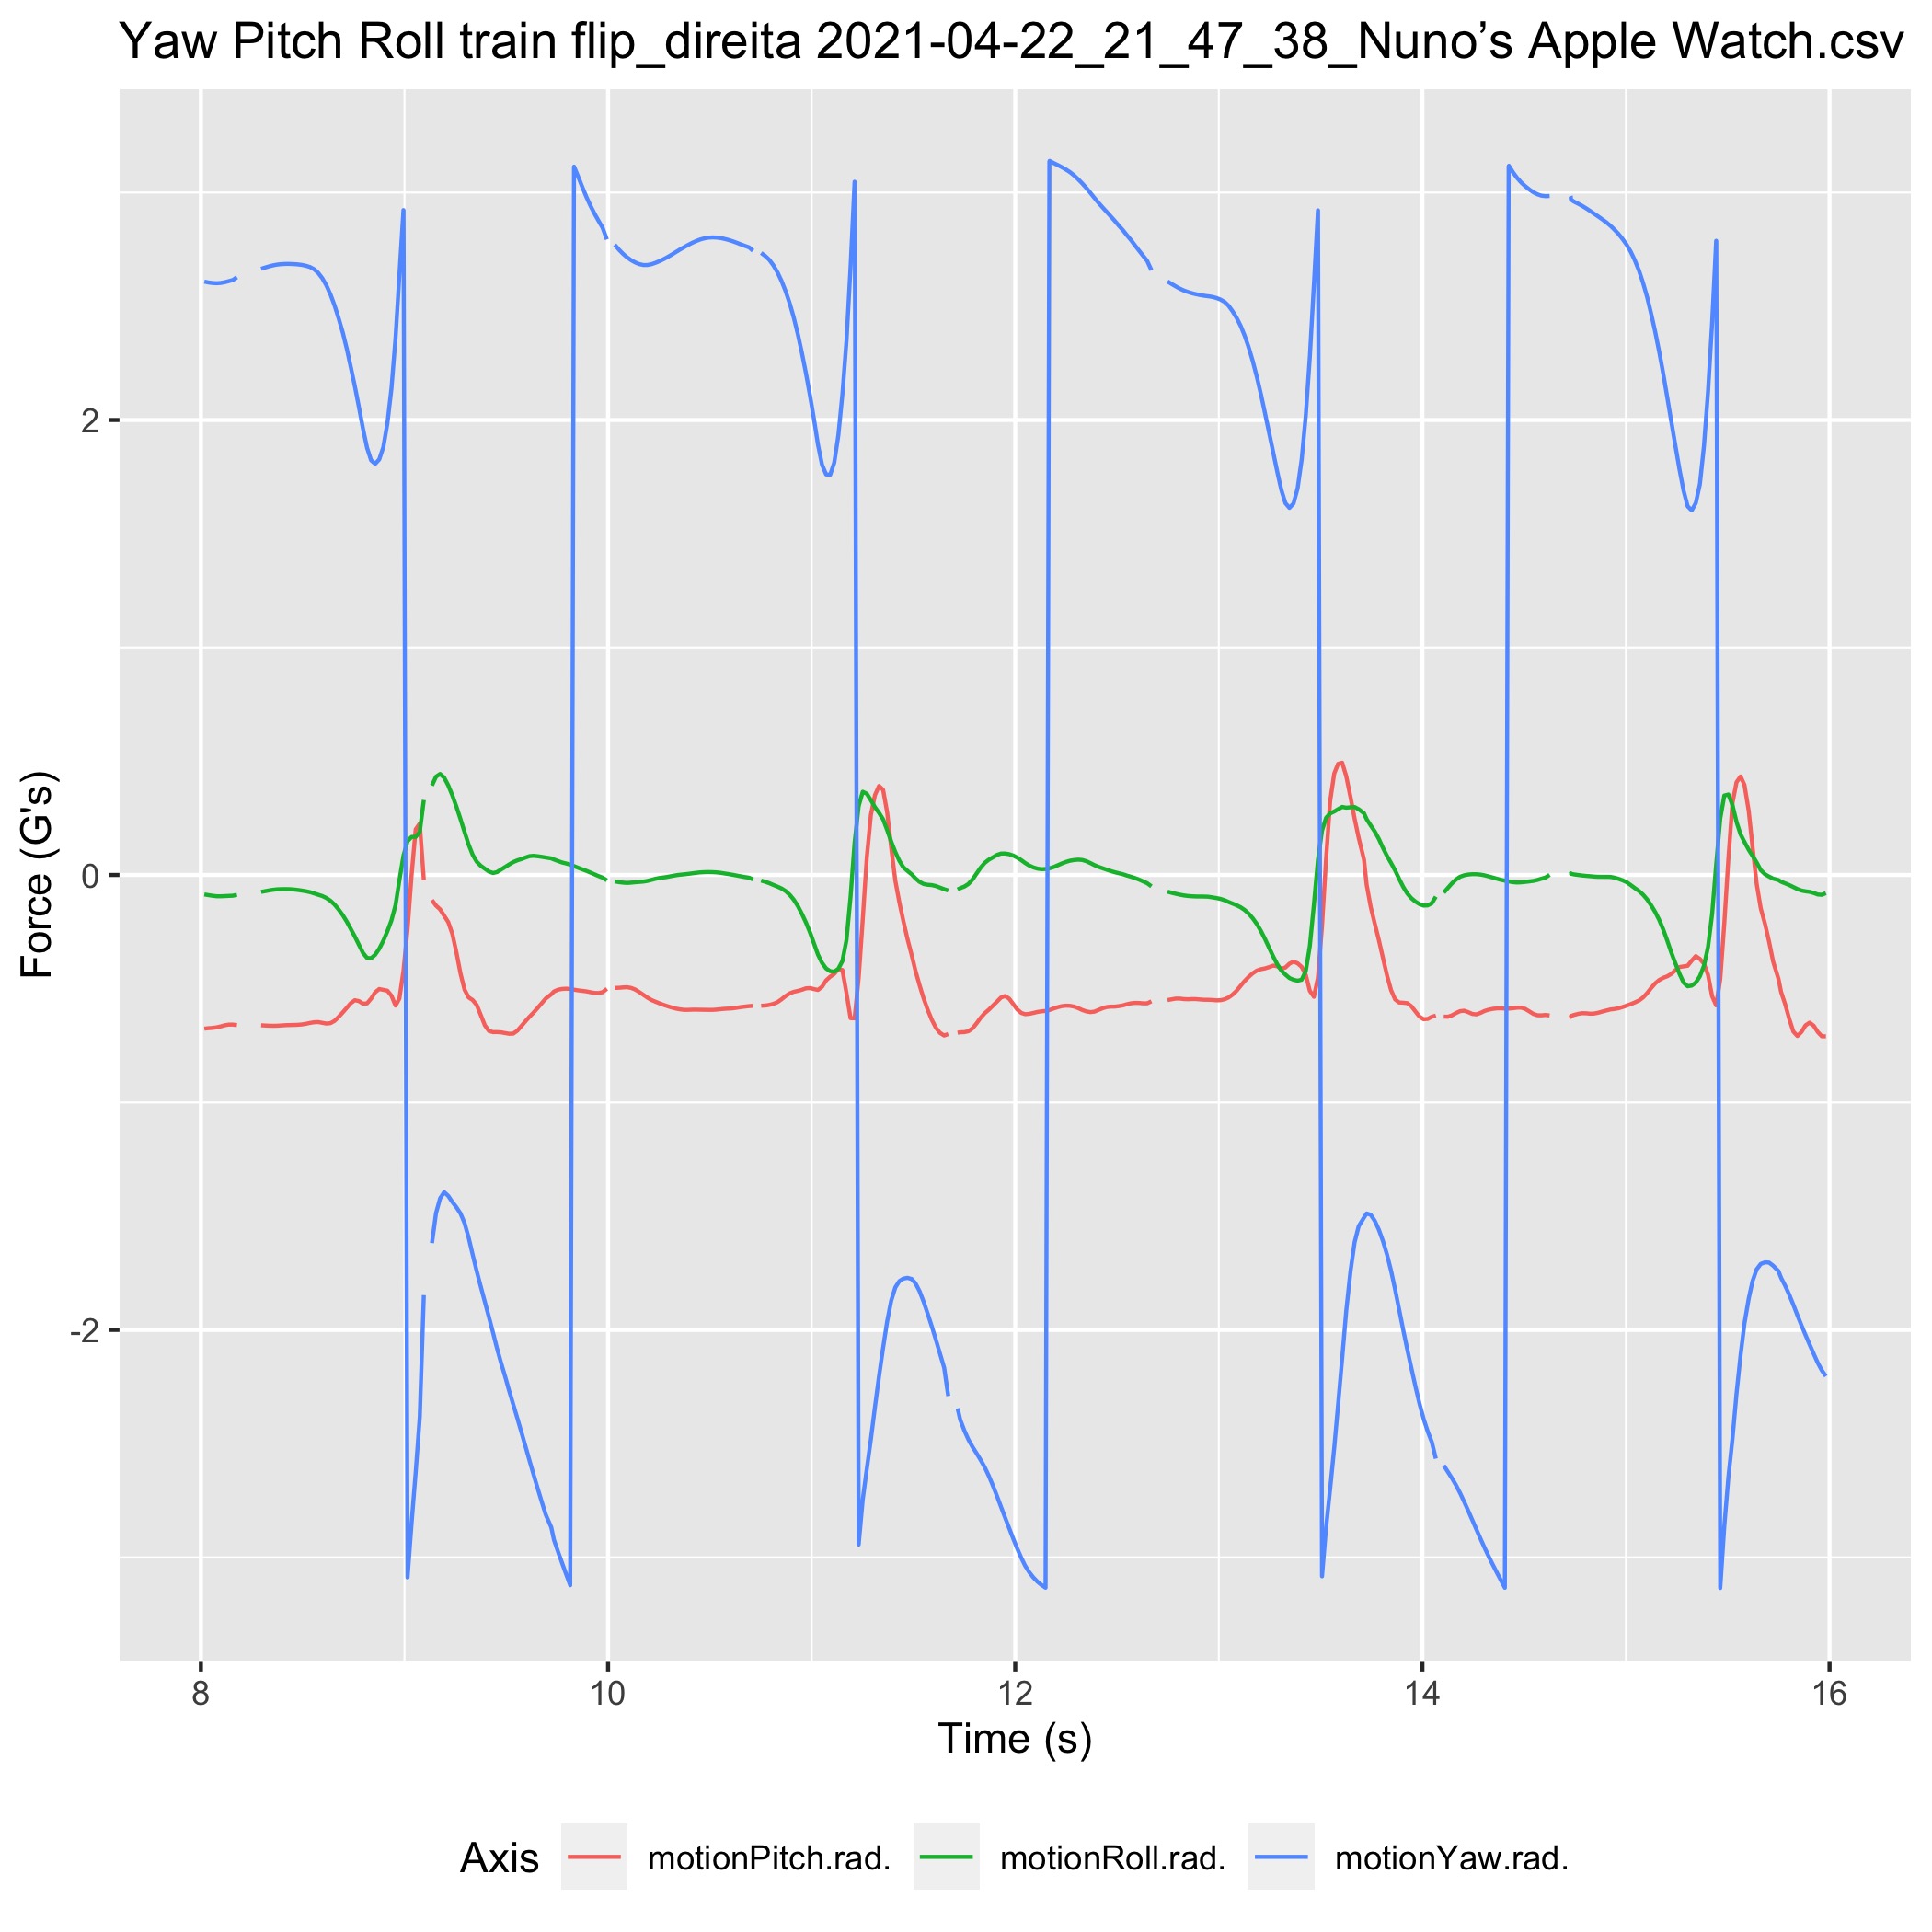 Yaw Pitch Roll train flip_direita 2021-04-22_21_47_38_Nuno’s Apple Watch.csv
Force (G's)
2
0
-2
8 10 12 14 16
Time (s)
Axis motionPitch.rad. motionRoll.rad. motionYaw.rad.